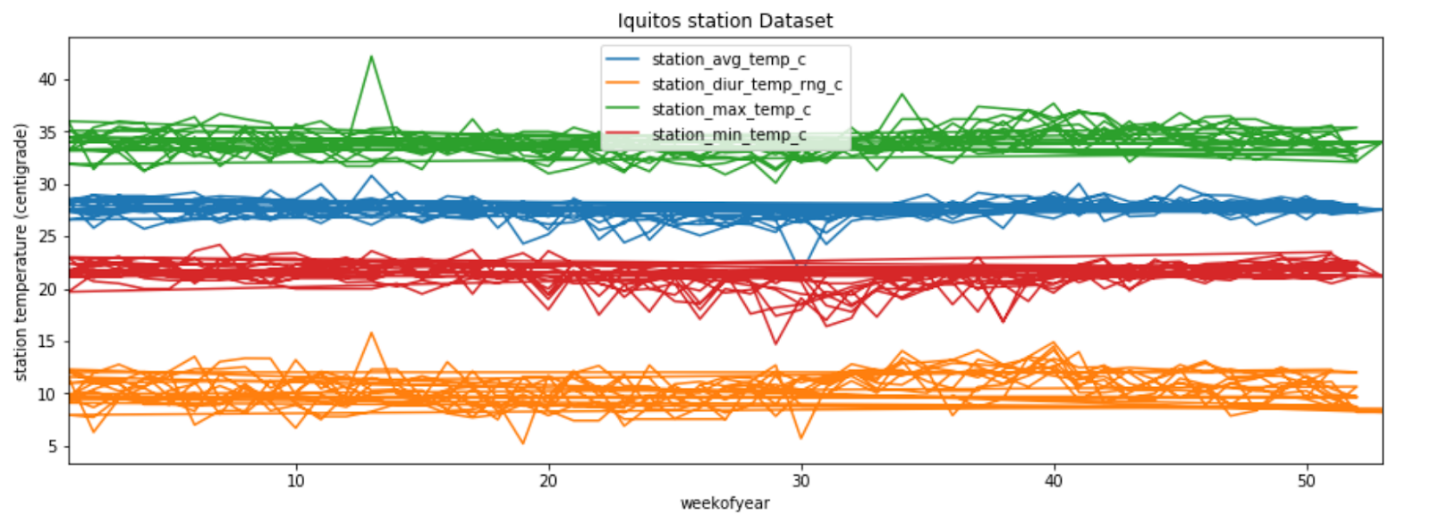 Iquitos station Dataset
station_avg_temp_c
station_diur_temp_rng_c
station_max_temp_c
station_min_temp_c
station temperature (centigrade)
40
35
30
25
20
15
10
5
10
20
30
40
50
weekofyear